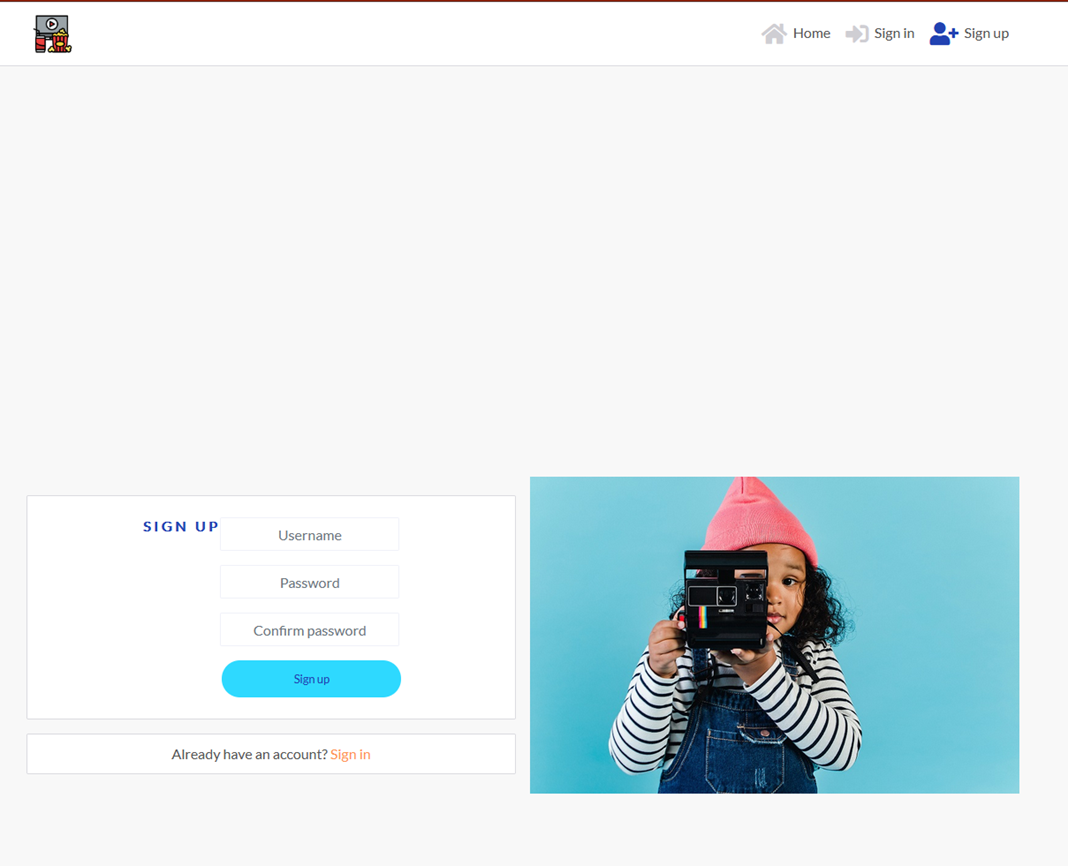 Home
Sign in
Sign up
SIGN UP
Username
Password
Confirm password
Sign up
Already have an account? Sign in